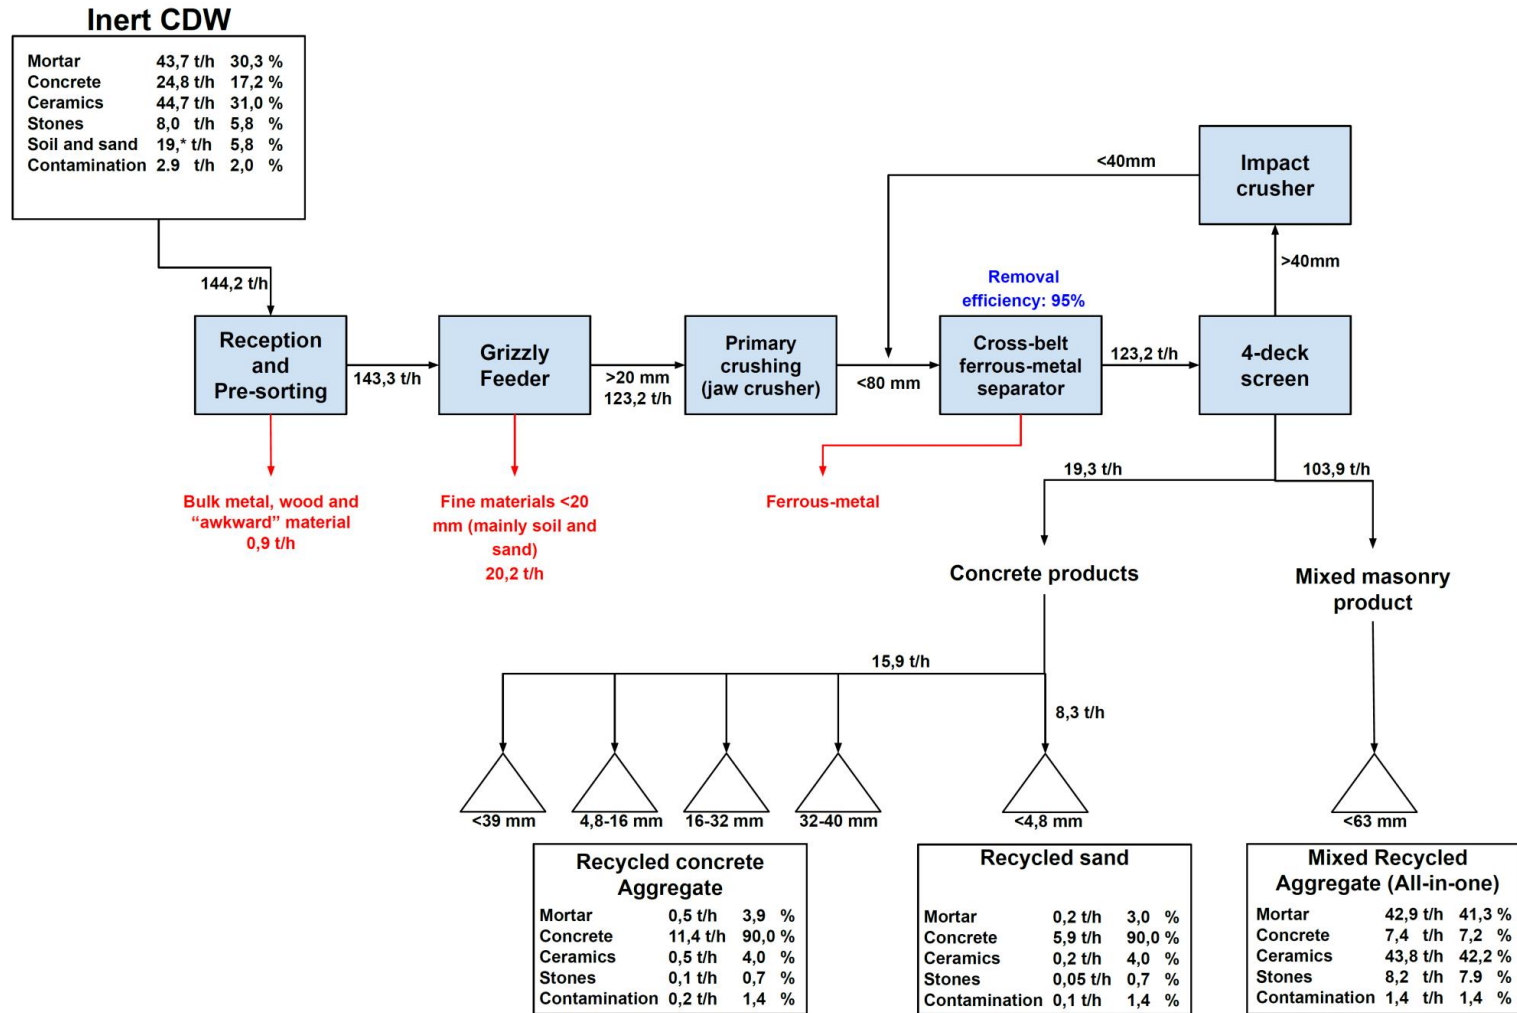 Inert CDW
Mortar 43,7 t/h 30,3 %
Concrete 24,8 t/h 17,2 %
Ceramics 44,7 t/h 31,0 %
Stones 8,0 t/h 5,8 %
Soil and sand 19,* t/h 5,8 %
Contamination 2.9 t/h 2,0 %
144,2 t/h
Reception
and
Pre-sorting
143,3 t/h
Bulk metal, wood and
“awkward” material
0,9 t/h
Grizzly
Feeder
>20 mm
123,2 t/h
Fine materials <20
mm (mainly soil and
sand)
20,2 t/h
Primary
crushing
(jaw crusher)
<80 mm
<40mm
Removal
efficiency: 95%
Cross-belt
ferrous-metal
separator
Ferrous-metal
123,2 t/h
4-deck
screen
>40mm
Impact
crusher
19,3 t/h
103,9 t/h
Concrete products
Mixed masonry
product
15,9 t/h
8,3 t/h
<39 mm
4,8-16 mm
16-32 mm
32-40 mm
<4,8 mm
<63 mm
Recycled concrete
Aggregate
Mortar 0,5 t/h 3,9 %
Concrete 11,4 t/h 90,0 %
Ceramics 0,5 t/h 4,0 %
Stones 0,1 t/h 0,7 %
Contamination 0,2 t/h 1,4 %
Recycled sand
Mortar 0,2 t/h 3,0 %
Concrete 5,9 t/h 90,0 %
Ceramics 0,2 t/h 4,0 %
Stones 0,05 t/h 0,7 %
Contamination 0,1 t/h 1,4 %
Mixed Recycled
Aggregate (All-in-one)
Mortar 42,9 t/h 41,3 %
Concrete 7,4 t/h 7,2 %
Ceramics 43,8 t/h 42,2 %
Stones 8,2 t/h 7.9 %
Contamination 1,4 t/h 1,4 %